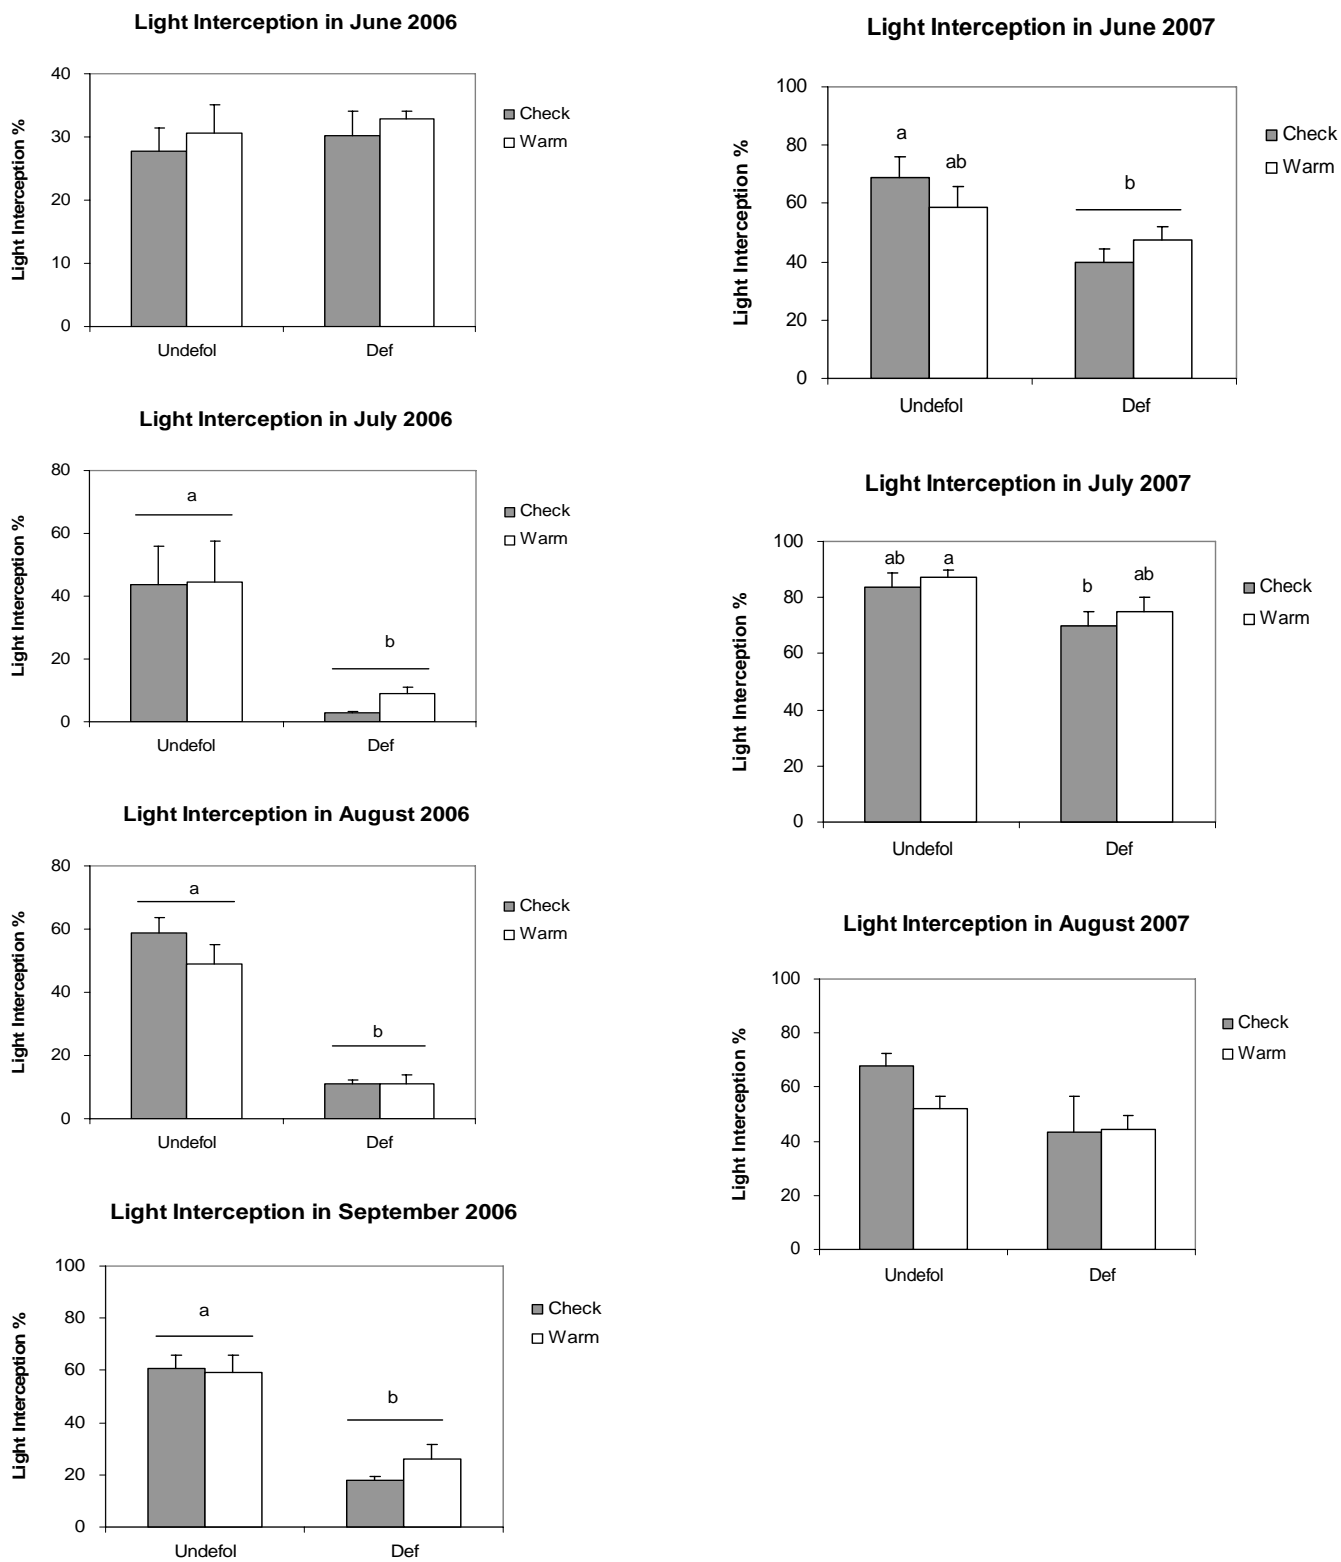 Light Interception in June 2006
Light Interception %
40
30
20
10
0
Undefol Def
Check
Warm
Light Interception in July 2006
Light Interception %
80
60
40
20
0
a
b
Undefol Def
Check
Warm
Light Interception in August 2006
Light Interception %
80
60
40
20
0
a
b
Undefol Def
Check
Warm
Light Interception in September 2006
Light Interception %
100
80
60
40
20
0
a
b
Undefol Def
Check
Warm
Light Interception in June 2007
Light Interception %
100
80
60
40
20
0
a
ab
b
Undefol Def
Check
Warm
Light Interception in July 2007
Light Interception %
100
80
60
40
20
0
ab a
b ab
Undefol Def
Check
Warm
Light Interception in August 2007
Light Interception %
100
80
60
40
20
0
Undefol Def
Check
Warm